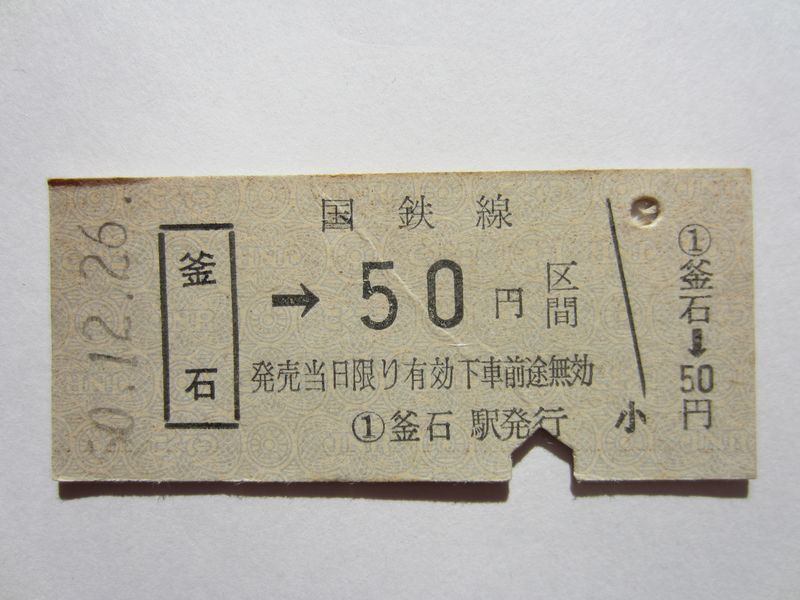 50.12.26.
釜石
国鉄線
→50円区間
発売当日限り有効下車前途無効
①釜石駅発行
小
①釜石➡50円